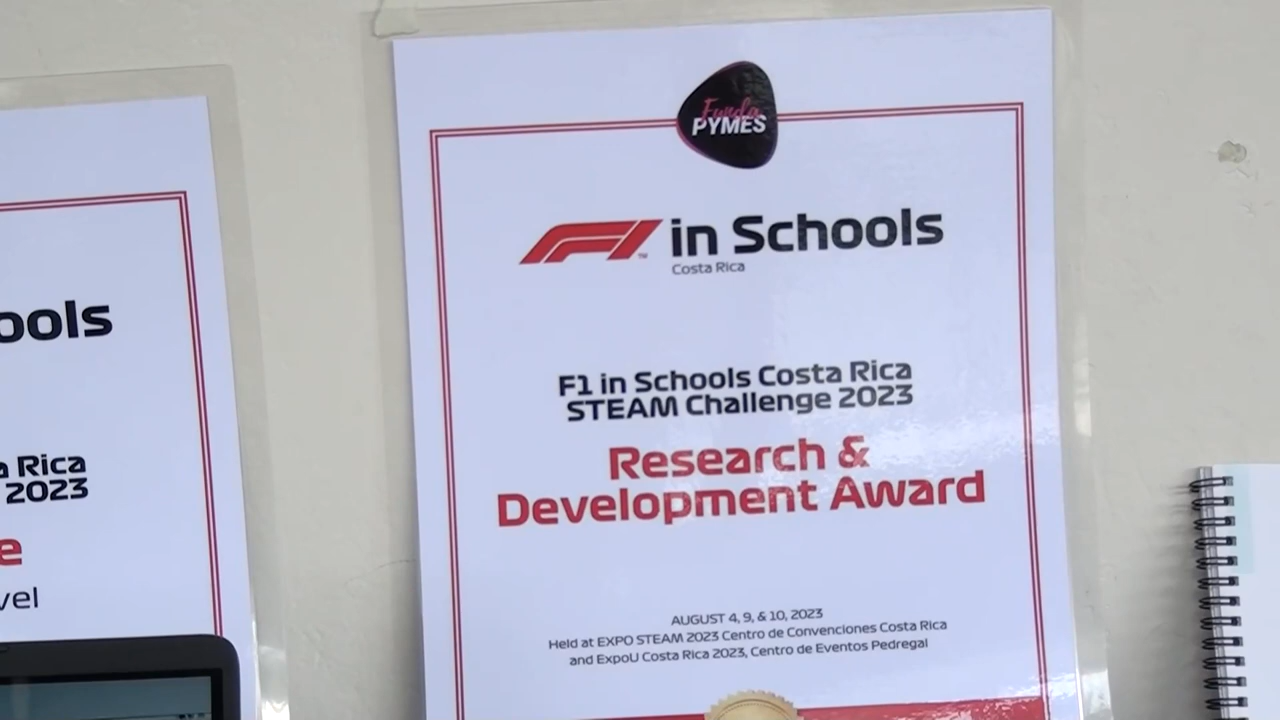 ools
a Rica
2023
e
vel
Funda
PYMES
F1 in Schools
Costa Rica
F1 in Schools Costa Rica
STEAM Challenge 2023
Research &
Development Award
AUGUST 4, 9, & 10, 2023
Held at EXPO STEAM 2023 Centro de Convenciones Costa Rica
and ExpoU Costa Rica 2023, Centro de Eventos Pedregal